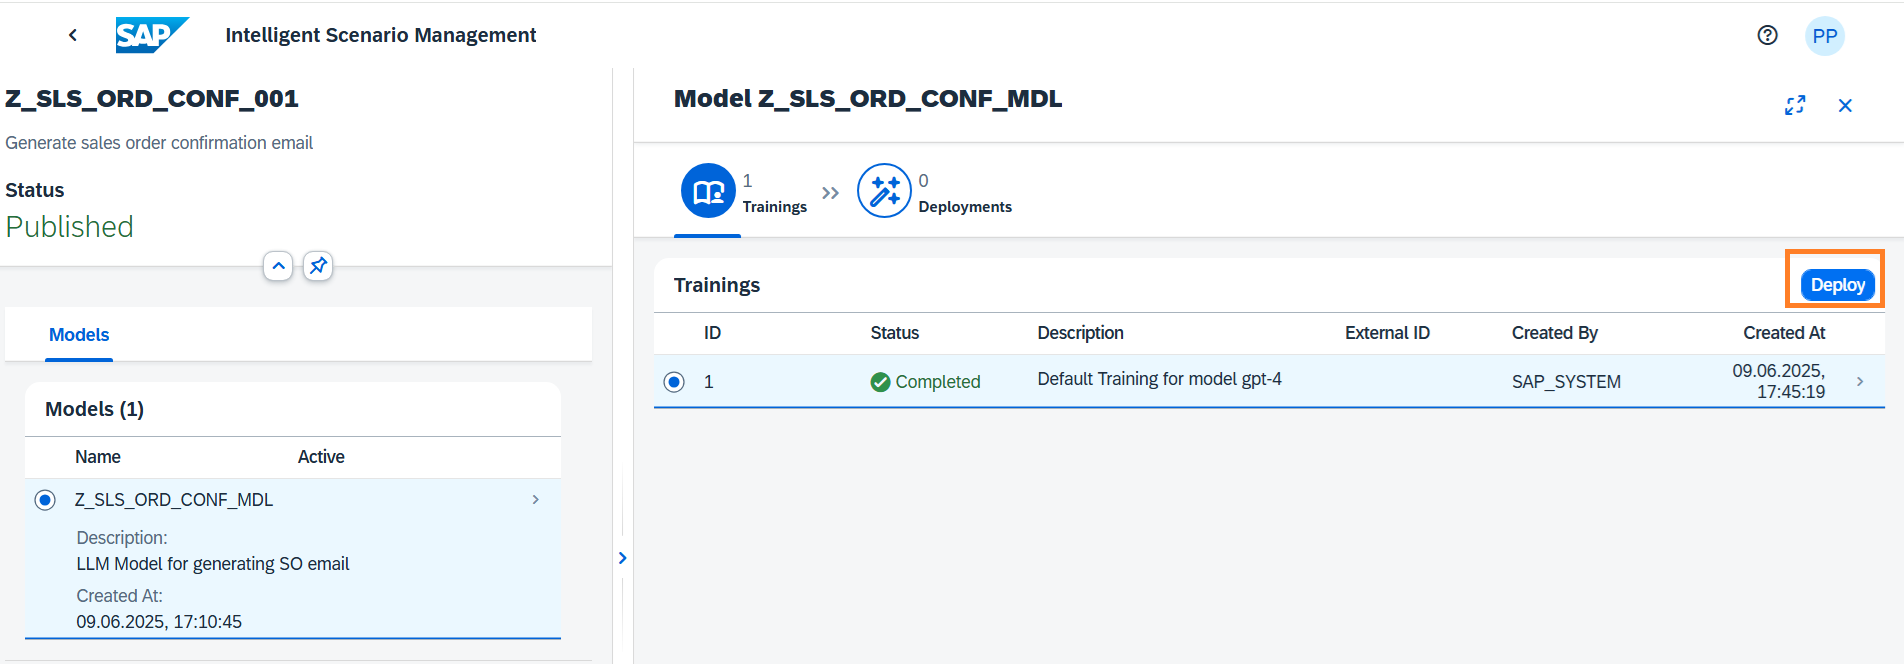 SAP
Intelligent Scenario Management
PP
Z_SLS_ORD_CONF_001
Generate sales order confirmation email
Status
Published
Models
Models (1)
Name Active
Z_SLS_ORD_CONF_MDL
Description:
LLM Model for generating SO email
Created At:
09.06.2025, 17:10:45
Model Z_SLS_ORD_CONF_MDL
1
Trainings
0
Deployments
Trainings
Deploy
ID Status Description External ID Created By Created At
1 Completed Default Training for model gpt-4 SAP_SYSTEM 09.06.2025,
17:45:19